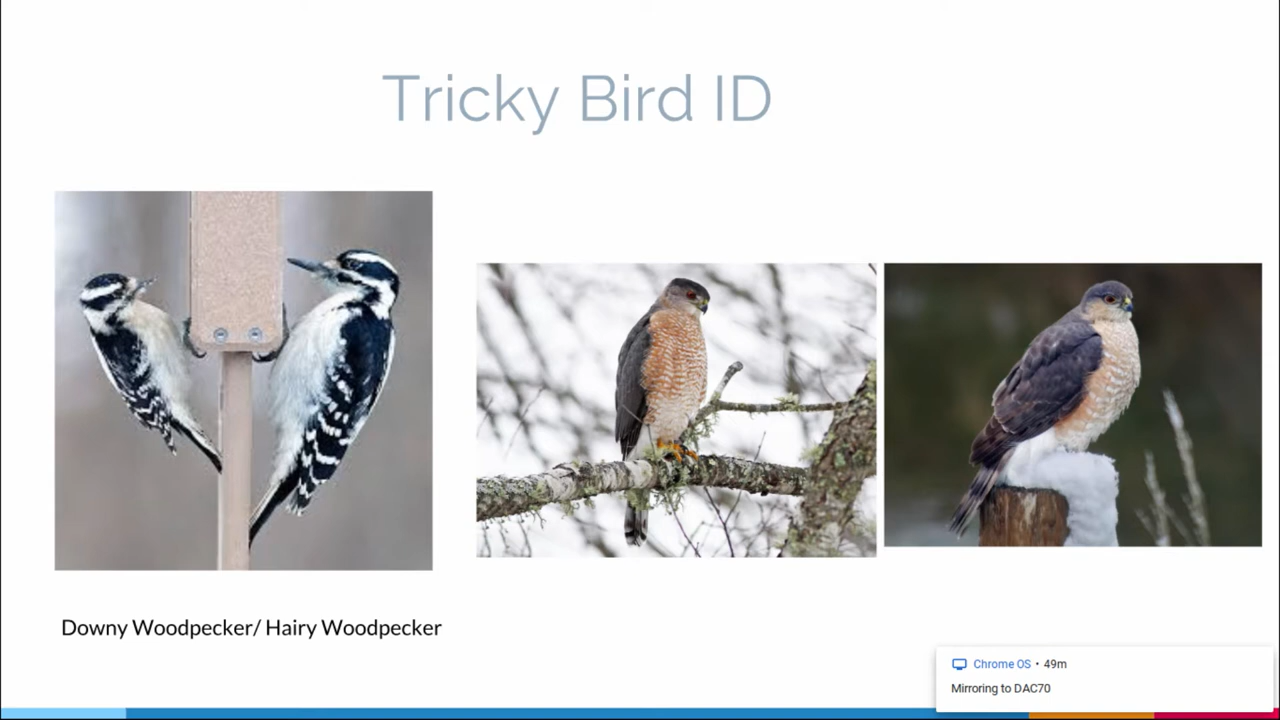 Tricky Bird ID
Downy Woodpecker/ Hairy Woodpecker
Chrome OS • 49m
Mirroring to DAC70